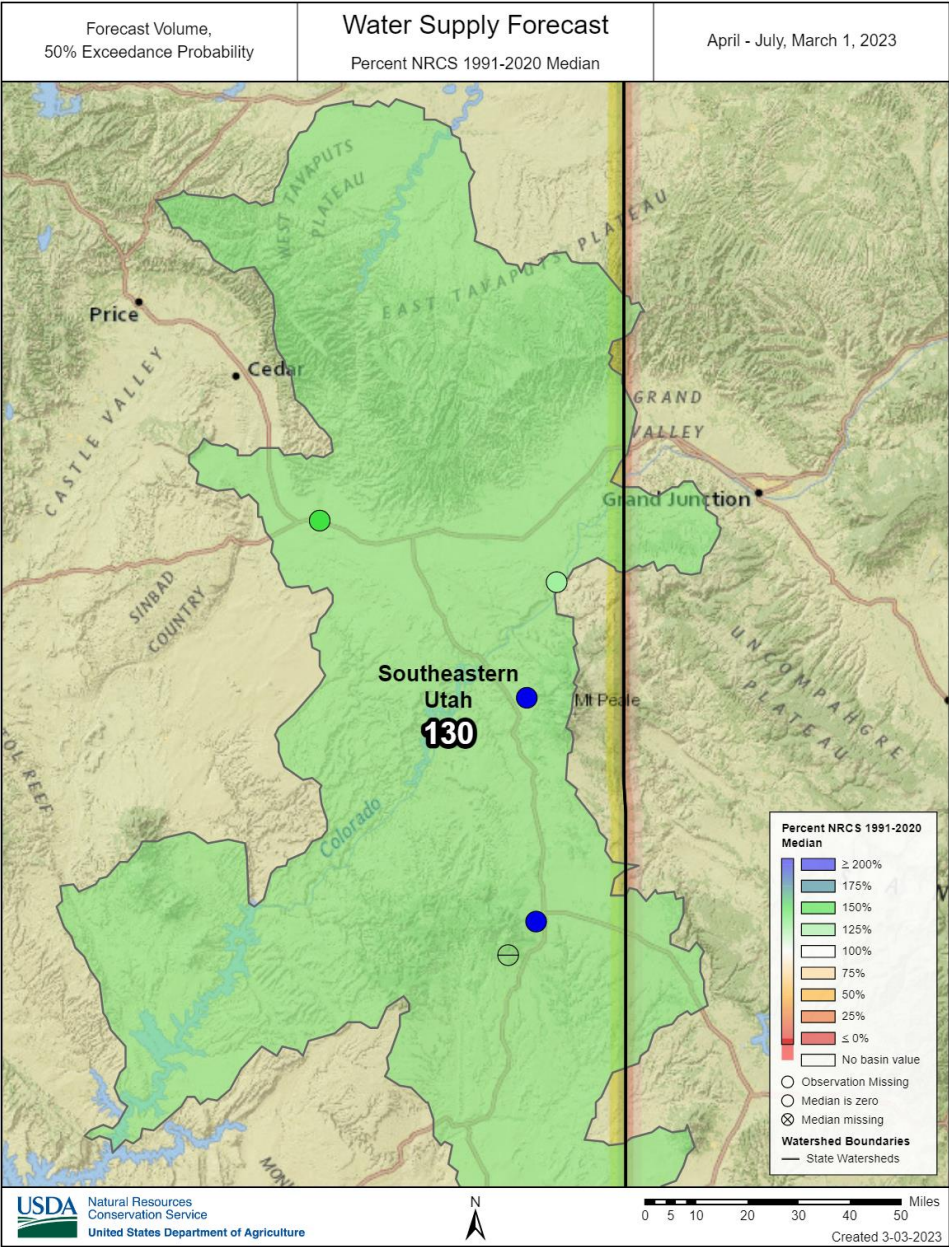 Forecast Volume,
50% Exceedance Probability
Water Supply Forecast
Percent NRCS 1991-2020 Median
April - July, March 1, 2023
WEST TAVAPUTS
PLATEAU
EAST TAVAPUTS PLATEAU
Price
Cedar
CASTLE VALLEY
GRAND
VALLEY
Grand Junction
SINBAD
COUNTRY
Southeastern
Utah
130
Mt Peale
UNCOMPAHGRE
PLATEAU
TOL REEF
Colorado
MON
Percent NRCS 1991-2020
Median
≥ 200%
175%
150%
125%
100%
75%
50%
25%
≤ 0%
No basin value
Observation Missing
Median is zero
Median missing
Watershed Boundaries
State Watersheds
USDA
Natural Resources
Conservation Service
United States Department of Agriculture
N
Miles
0 5 10 20 30 40 50
Created 3-03-2023